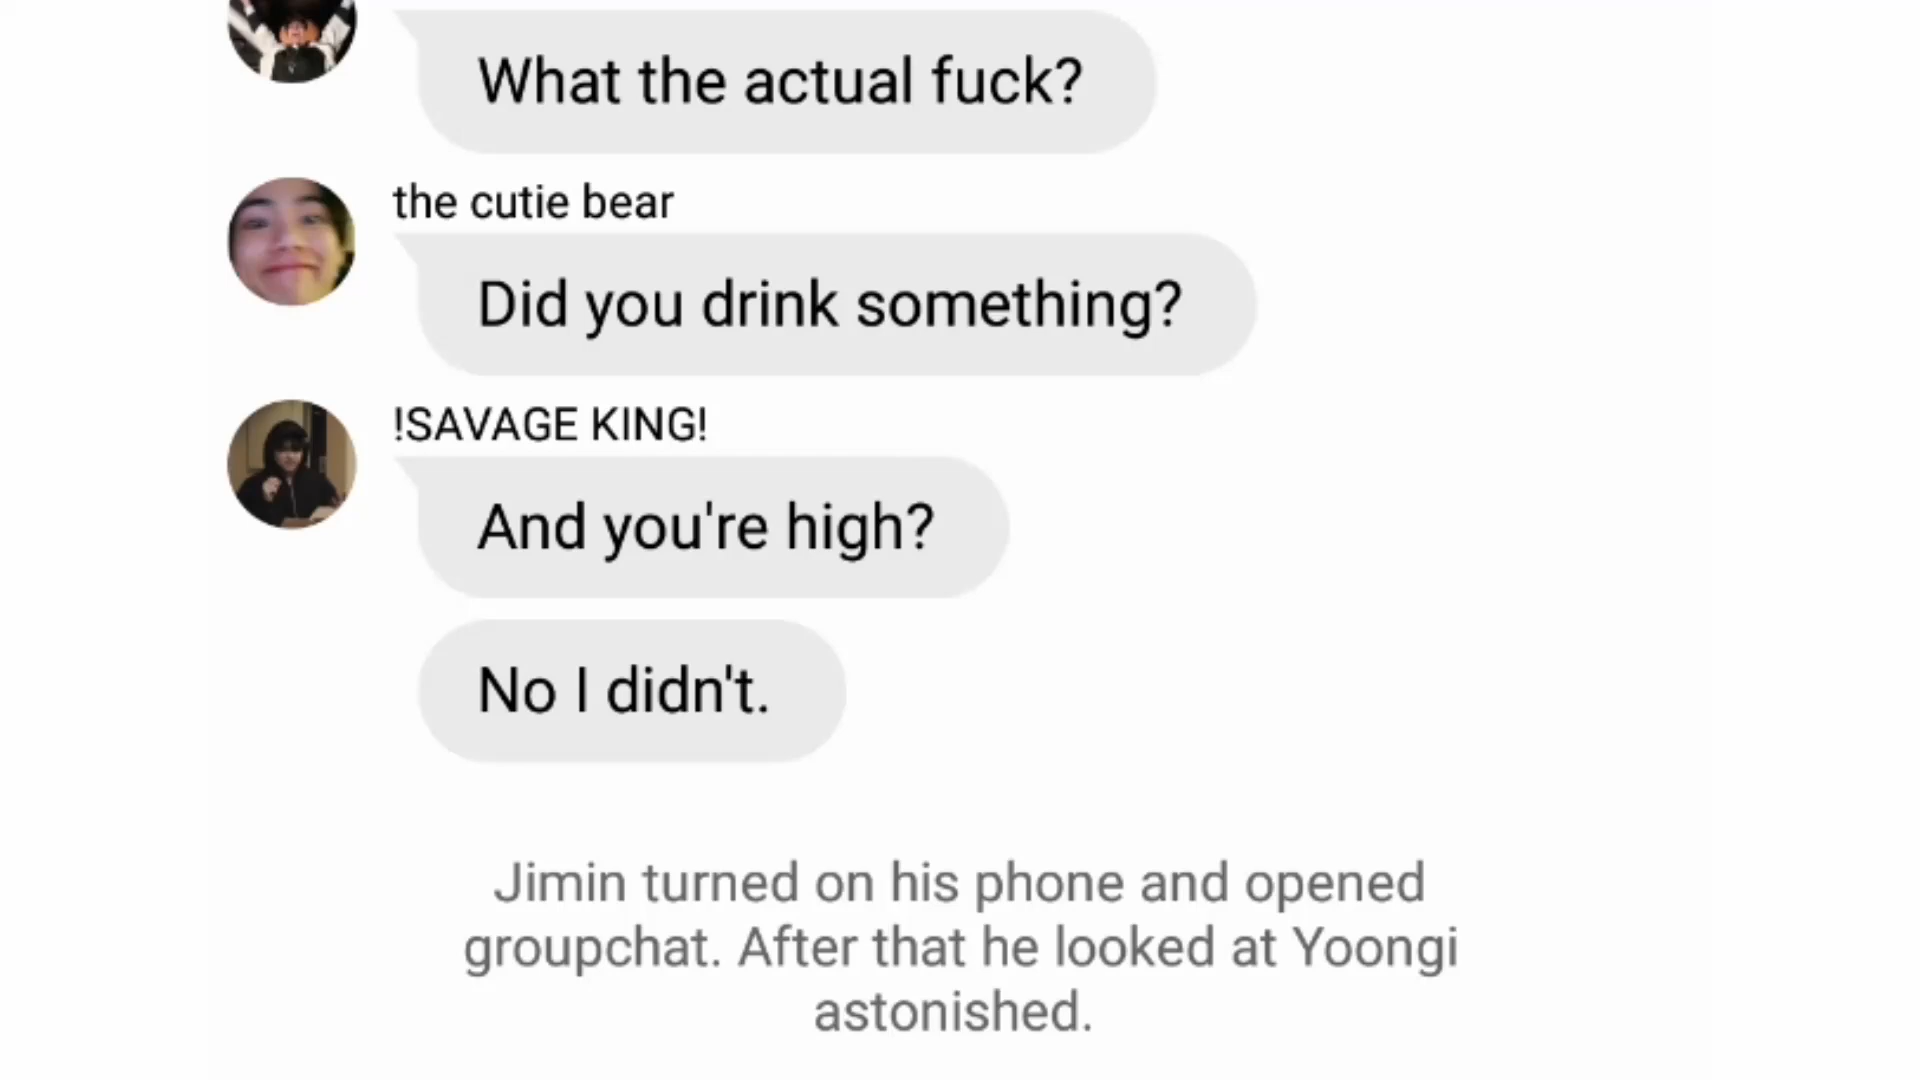 What the actual fuck?
the cutie bear
Did you drink something?
!SAVAGE KING!
And you're high?
No I didn't.
Jimin turned on his phone and opened
groupchat. After that he looked at Yoongi
astonished.